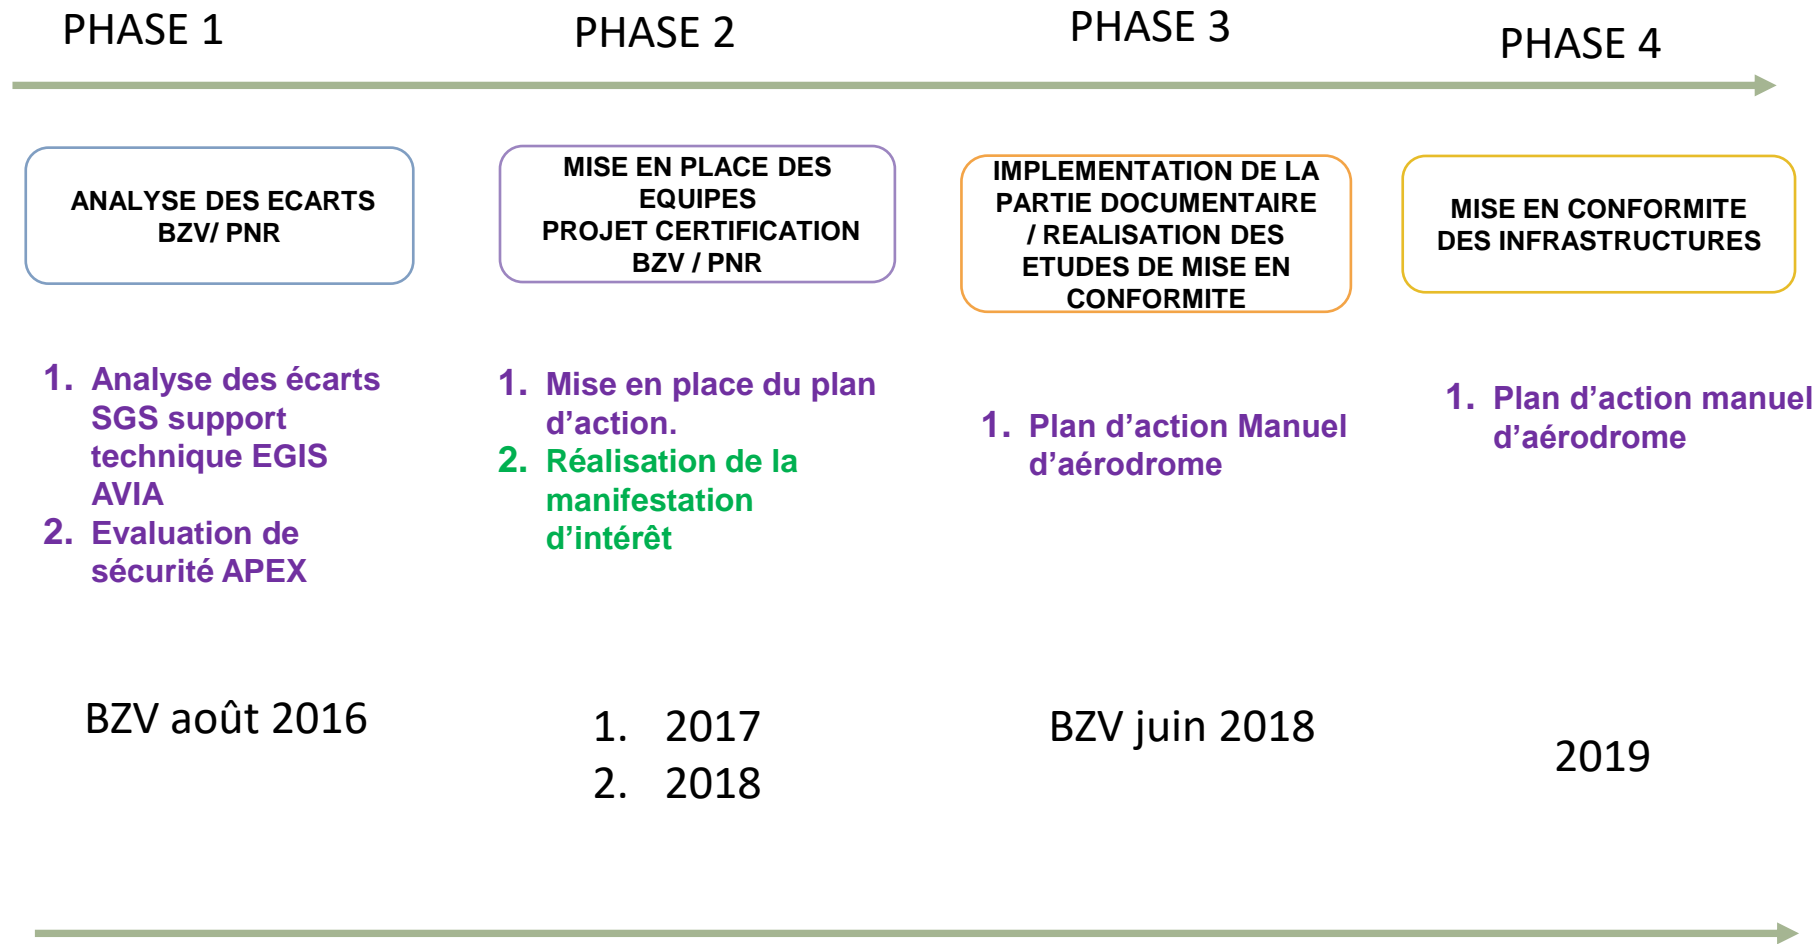 PHASE 1
PHASE 2
PHASE 3
PHASE 4
ANALYSE DES ECARTS
BZV/ PNR
MISE EN PLACE DES
EQUIPES
PROJET CERTIFICATION
BZV / PNR
IMPLEMENTATION DE LA
PARTIE DOCUMENTAIRE
/ REALISATION DES
ETUDES DE MISE EN
CONFORMITE
MISE EN CONFORMITE
DES INFRASTRUCTURES
1. Analyse des écarts
SGS support
technique EGIS
AVIA
2. Evaluation de
sécurité APEX
1. Mise en place du plan
d’action.
2. Réalisation de la
manifestation
d’intérêt
1. Plan d’action Manuel
d’aérodrome
1. Plan d’action manuel
d’aérodrome
BZV août 2016
1. 2017
2. 2018
BZV juin 2018
2019